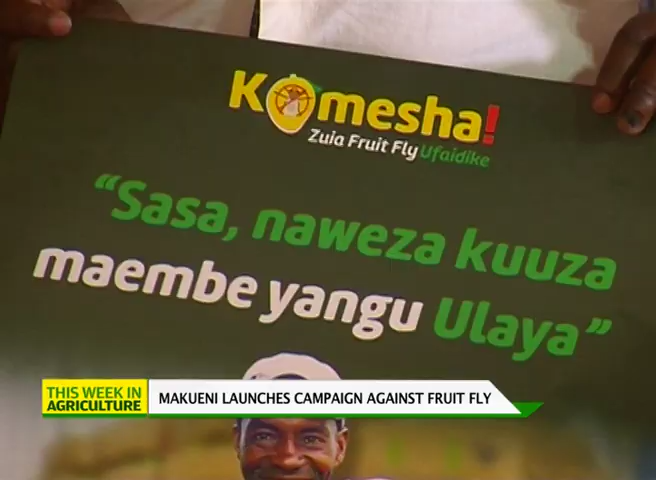 Komesha!
Zuia Fruit Fly Ufaidike
"Sasa, naweza kuuza
maembe yangu Ulaya"
THIS WEEK IN
AGRICULTURE
MAKUENI LAUNCHES CAMPAIGN AGAINST FRUIT FLY